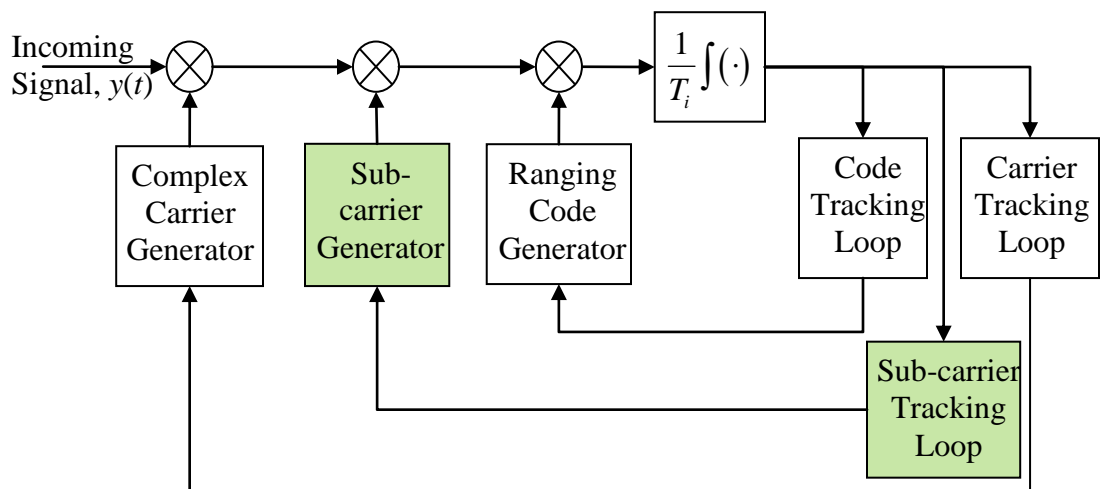 Incoming
Signal, y(t)
1/T_i ∫(·)
Complex
Carrier
Generator
Sub-
carrier
Generator
Ranging
Code
Generator
Code
Tracking
Loop
Carrier
Tracking
Loop
Sub-carrier
Tracking
Loop